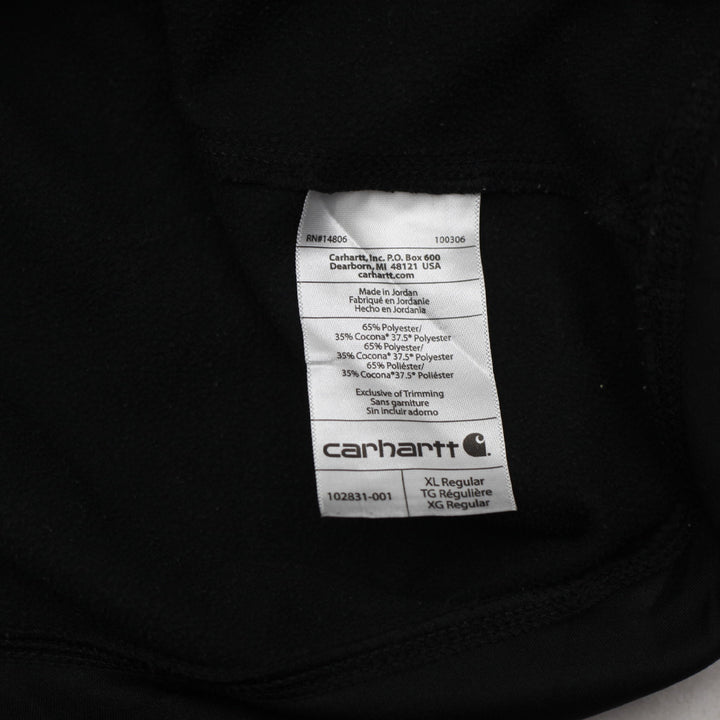 RN#14806 100306
Carhartt, Inc. P.O. Box 600
Dearborn, MI 48121 USA
carhartt.com
Made in Jordan
Fabriqué en Jordanie
Hecho en Jordania
65% Polyester/
35% Cocona® 37.5® Polyester
65% Polyester/
35% Cocona® 37.5® Polyester
65% Poliéster/
35% Cocona®37.5® Poliéster
Exclusive of Trimming
Sans garniture
Sin incluir adorno
carhartt
102831-001
XL Regular
TG Régulière
XG Regular